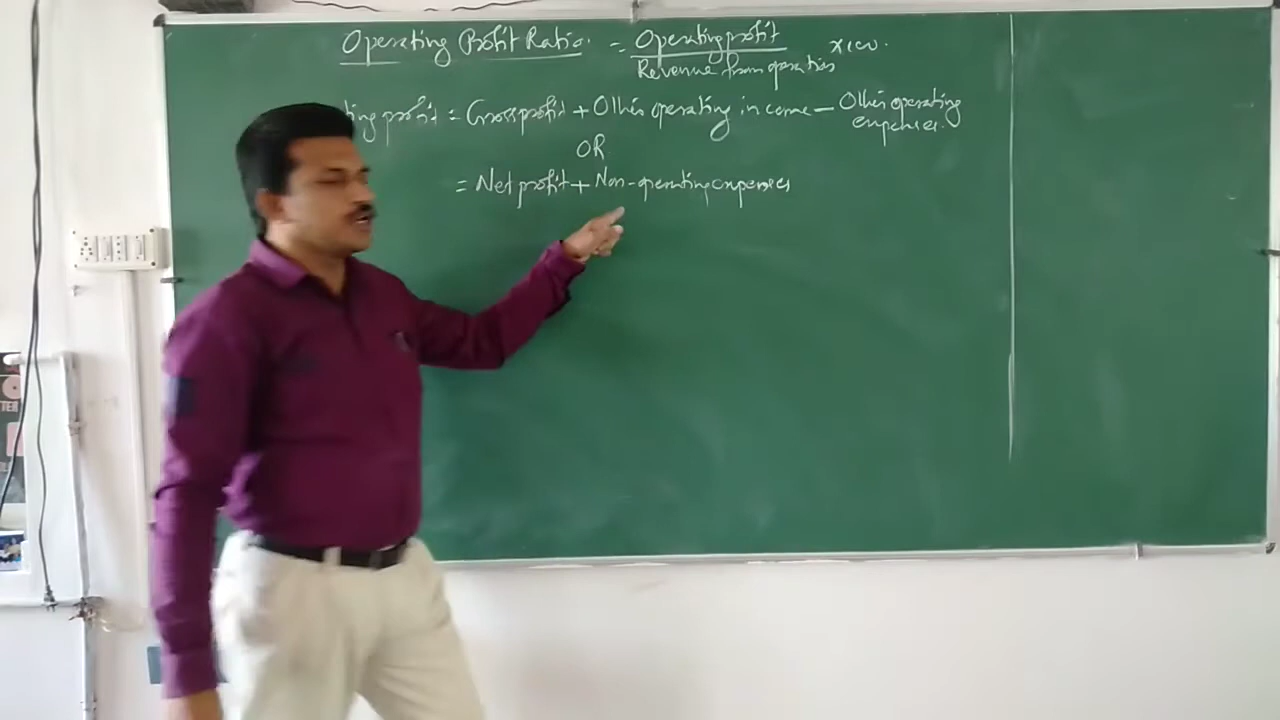 Operating Profit Ratio = Operating profit
Revenue from operations ×100.
ting profit = Gross profit + Other operating income — Other operating
expenses.
OR
= Net profit + Non-operating expenses